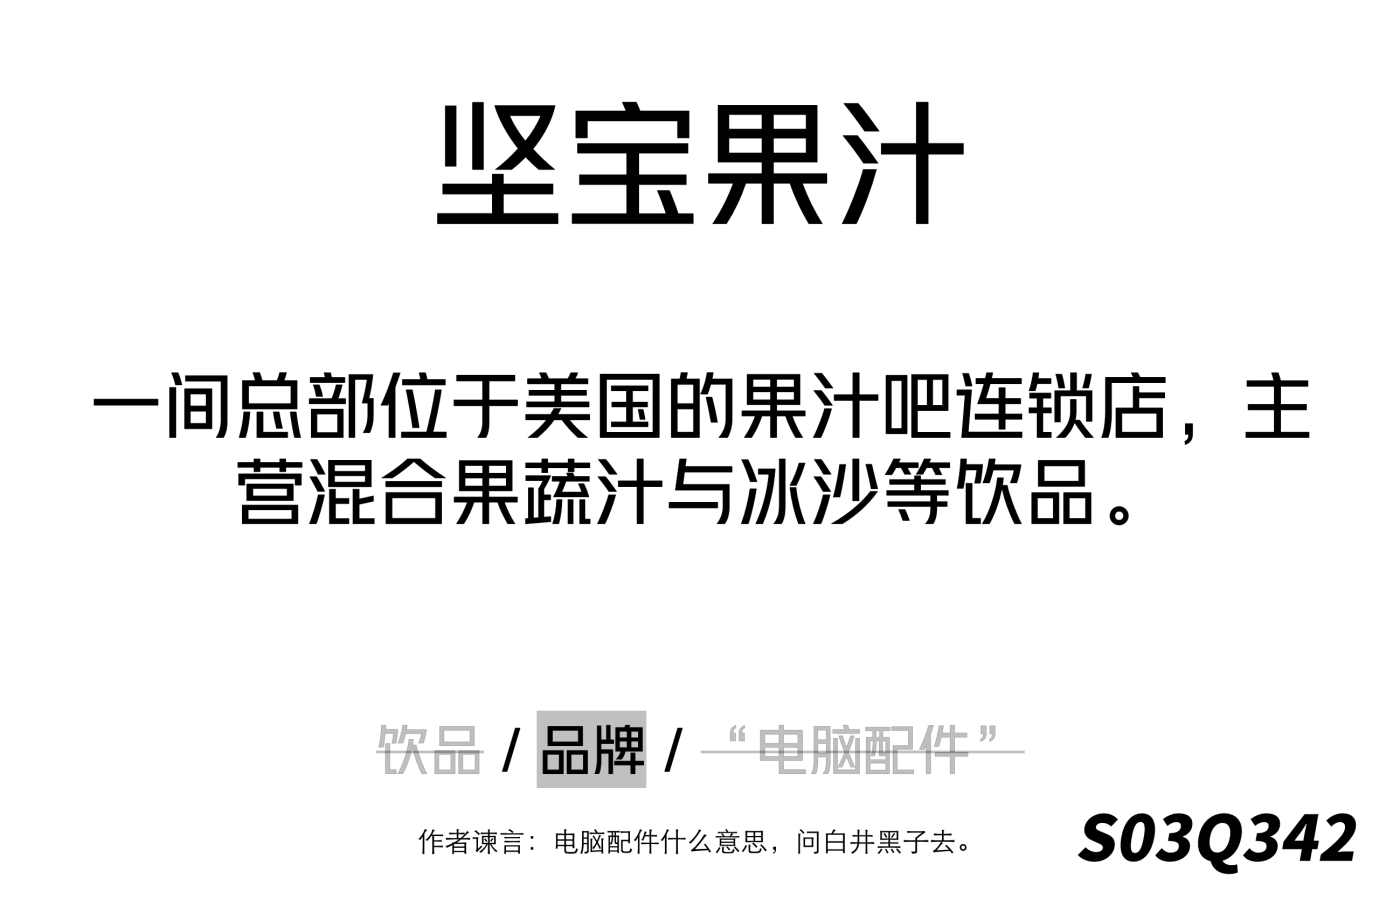 坚宝果汁
一间总部位于美国的果汁吧连锁店，主
营混合果蔬汁与冰沙等饮品。
饮品 / 品牌 / “电脑配件”
作者谏言：电脑配件什么意思，问白井黑子去。
S03Q342